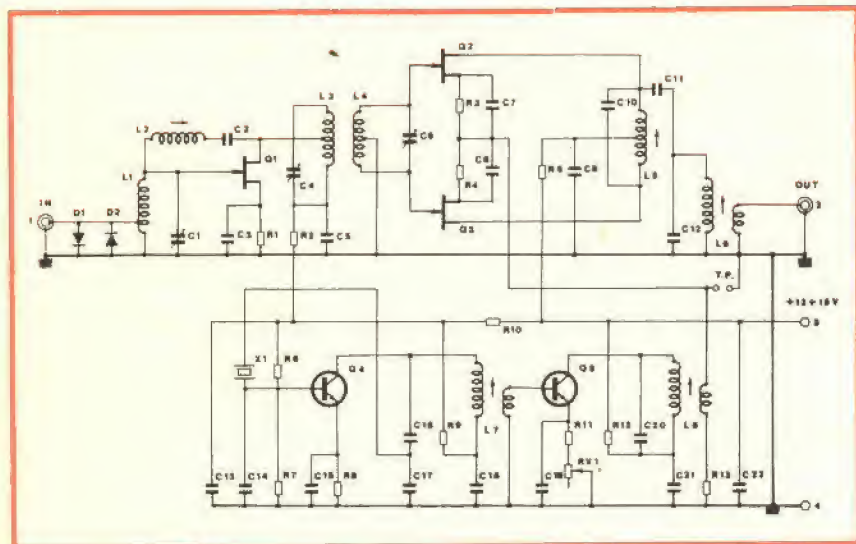 Q2
C11
L3 L4
C10
L2 C2
R3 C7
Q1
C6
L1
C4
R5
L5
IN
OUT
1 D1 D2
R4
2
C1 C3 R1 R2 C5
Q3
C12
L6
T.P.
+12÷15V
R10
3
X1
R6
Q4
Q5
C16 R9
L7
R11 R12 C20
L8
RV1
C13 C14 R7 C15 R8 C17 C18 C19 C21 R13 C22
4